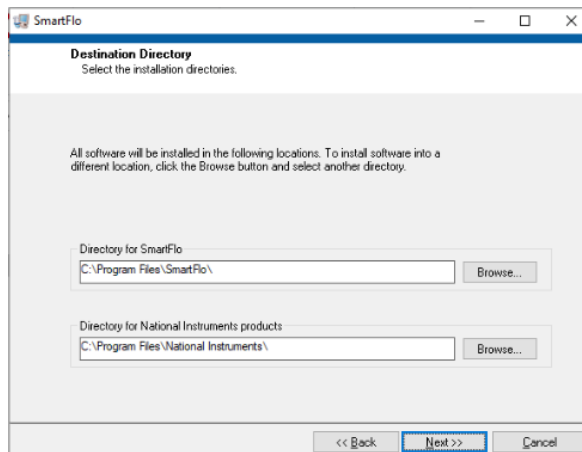 SmartFlo
Destination Directory
Select the installation directories.
All software will be installed in the following locations. To install software into a
different location, click the Browse button and select another directory.
Directory for SmartFlo
C:\Program Files\SmartFlo\
Browse...
Directory for National Instruments products
C:\Program Files\National Instruments\
Browse...
<< Back
Next >>
Cancel